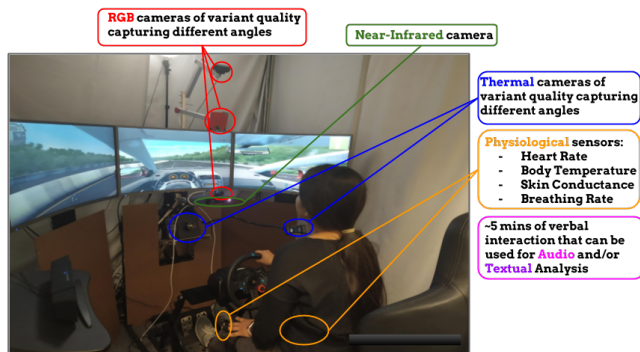 RGB cameras of variant quality
capturing different angles
Near-Infrared camera
Thermal cameras of
variant quality capturing
different angles
Physiological sensors:
- Heart Rate
- Body Temperature
- Skin Conductance
- Breathing Rate
~5 mins of verbal
interaction that can be
used for Audio and/or
Textual Analysis